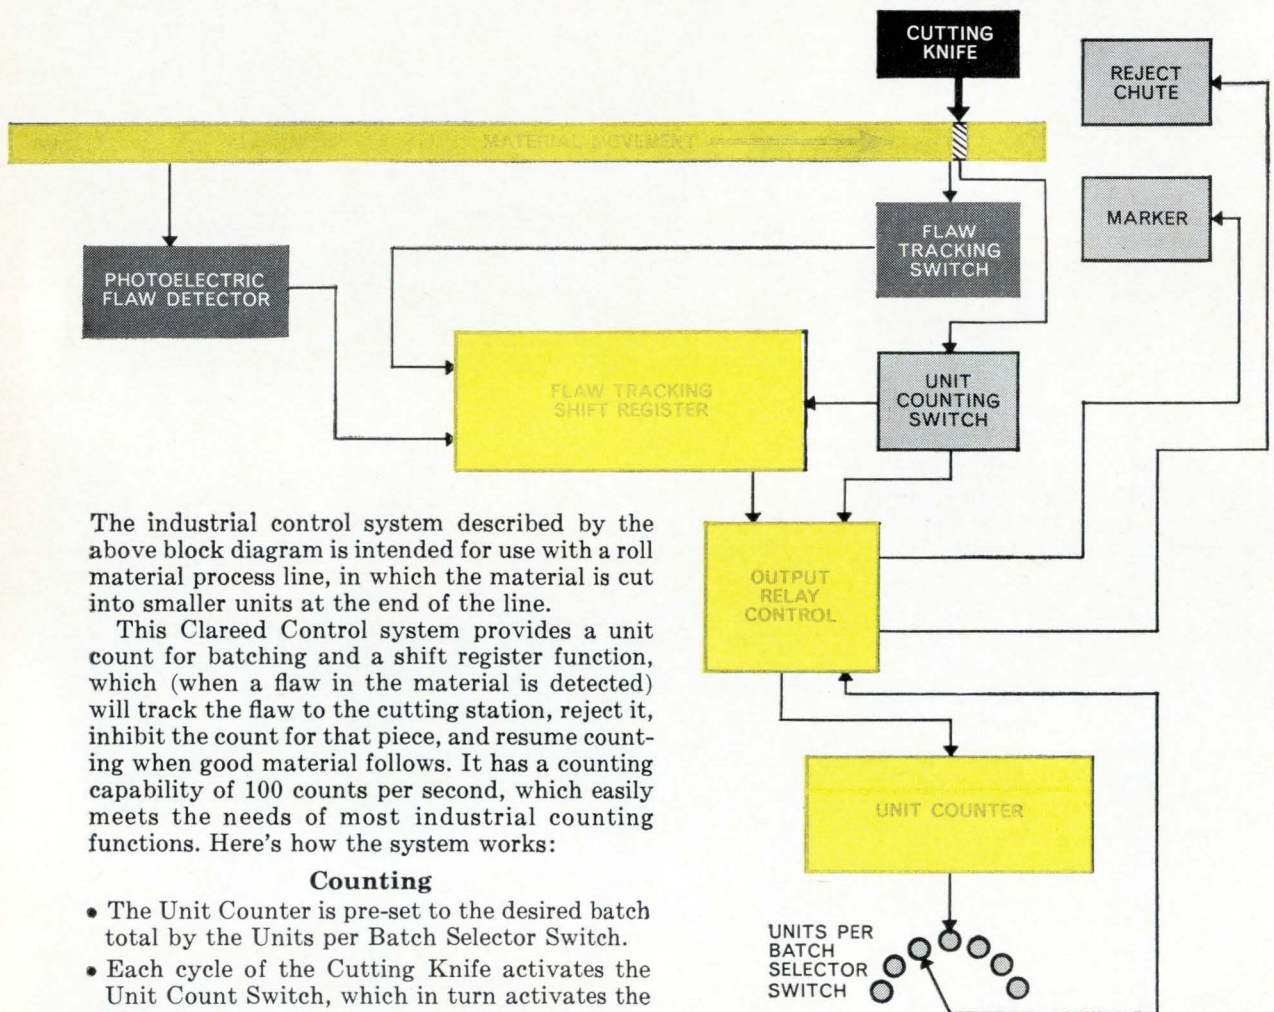 CUTTING
KNIFE
REJECT
CHUTE
MATERIAL MOVEMENT
MARKER
FLAW
TRACKING
SWITCH
PHOTOELECTRIC
FLAW DETECTOR
FLAW TRACKING
SHIFT REGISTER
UNIT
COUNTING
SWITCH
The industrial control system described by the
above block diagram is intended for use with a roll
material process line, in which the material is cut
into smaller units at the end of the line.
This Clareed Control system provides a unit
count for batching and a shift register function,
which (when a flaw in the material is detected)
will track the flaw to the cutting station, reject it,
inhibit the count for that piece, and resume count-
ing when good material follows. It has a counting
capability of 100 counts per second, which easily
meets the needs of most industrial counting
functions. Here's how the system works:
Counting
• The Unit Counter is pre-set to the desired batch
total by the Units per Batch Selector Switch.
• Each cycle of the Cutting Knife activates the
Unit Count Switch, which in turn activates the
OUTPUT
RELAY
CONTROL
UNIT COUNTER
UNITS PER
BATCH
SELECTOR
SWITCH